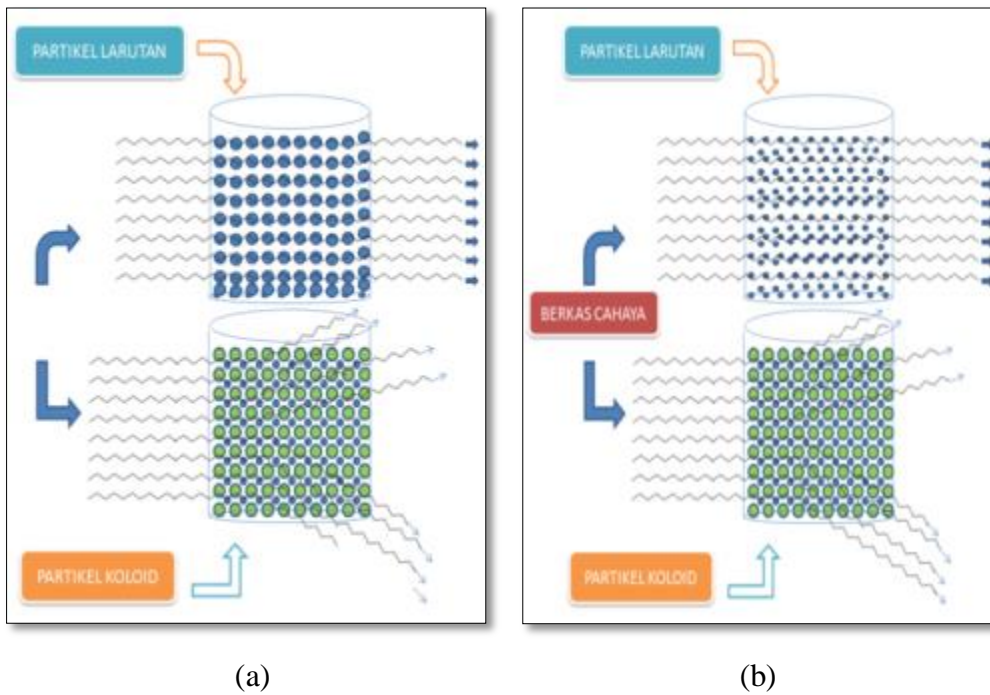 PARTIKEL LARUTAN
PARTIKEL KOLOID
(a)
PARTIKEL LARUTAN
BERKAS CAHAYA
PARTIKEL KOLOID
(b)